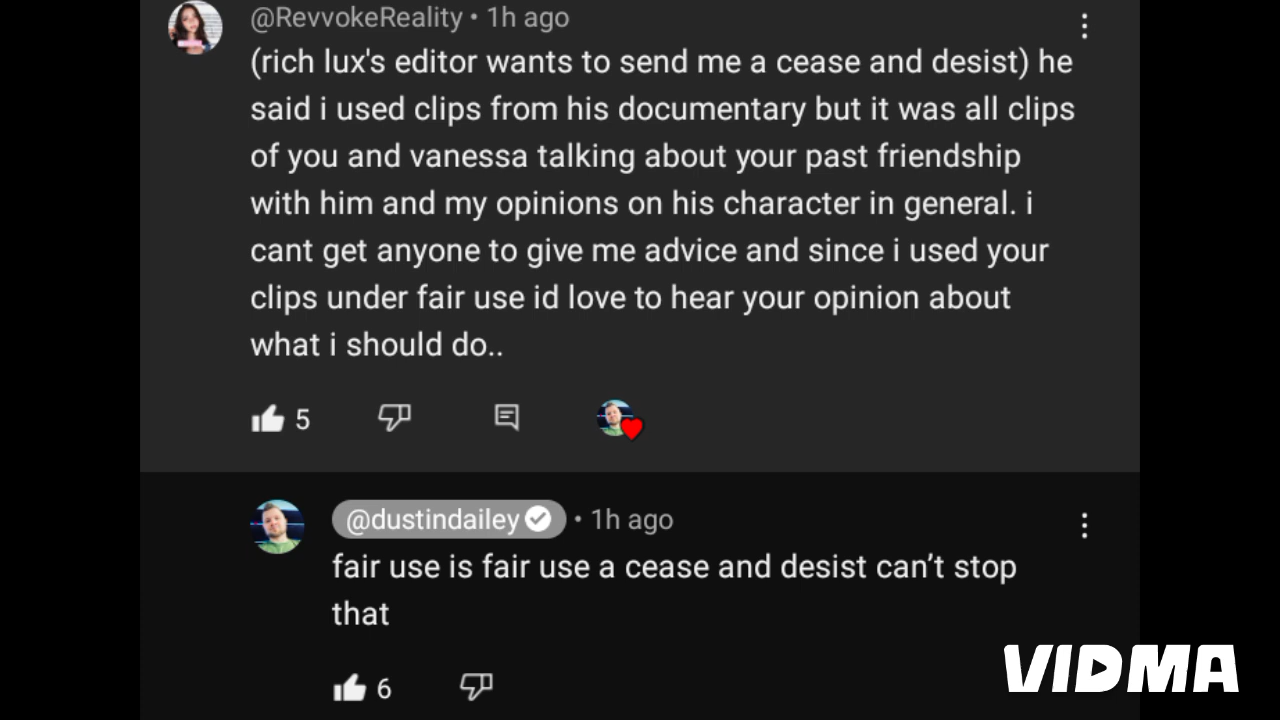 @RevvokeReality • 1h ago
(rich lux's editor wants to send me a cease and desist) he
said i used clips from his documentary but it was all clips
of you and vanessa talking about your past friendship
with him and my opinions on his character in general. i
cant get anyone to give me advice and since i used your
clips under fair use id love to hear your opinion about
what i should do..
5
@dustindailey • 1h ago
fair use is fair use a cease and desist can’t stop
that
6
VIDMA